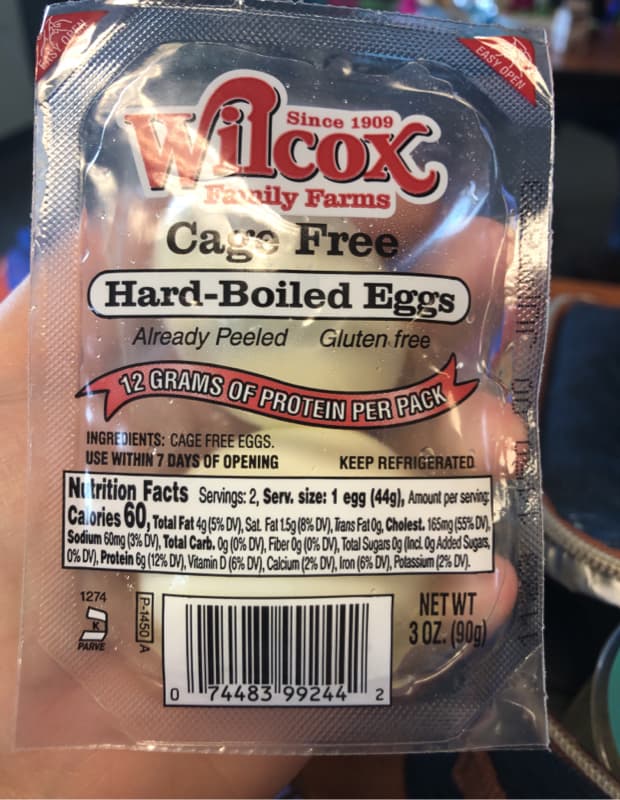 EASY OPEN
EASY OPEN
Since 1909
Wilcox
Family Farms
Cage Free
Hard-Boiled Eggs
Already Peeled Gluten free
12 GRAMS OF PROTEIN PER PACK
INGREDIENTS: CAGE FREE EGGS.
USE WITHIN 7 DAYS OF OPENING KEEP REFRIGERATED
Nutrition Facts Servings: 2, Serv. size: 1 egg (44g), Amount per serving:
Calories 60, Total Fat 4g (5% DV), Sat. Fat 1.5g (8% DV), Trans Fat 0g, Cholest. 165mg (55% DV),
Sodium 60mg (3% DV), Total Carb. 0g (0% DV), Fiber 0g (0% DV), Total Sugars 0g (Incl. 0g Added Sugars,
0% DV), Protein 6g (12% DV), Vitamin D (6% DV), Calcium (2% DV), Iron (6% DV), Potassium (2% DV).
1274
K
PARVE
P-1450 A
0 74483 99244 2
NET WT
3 OZ. (90g)